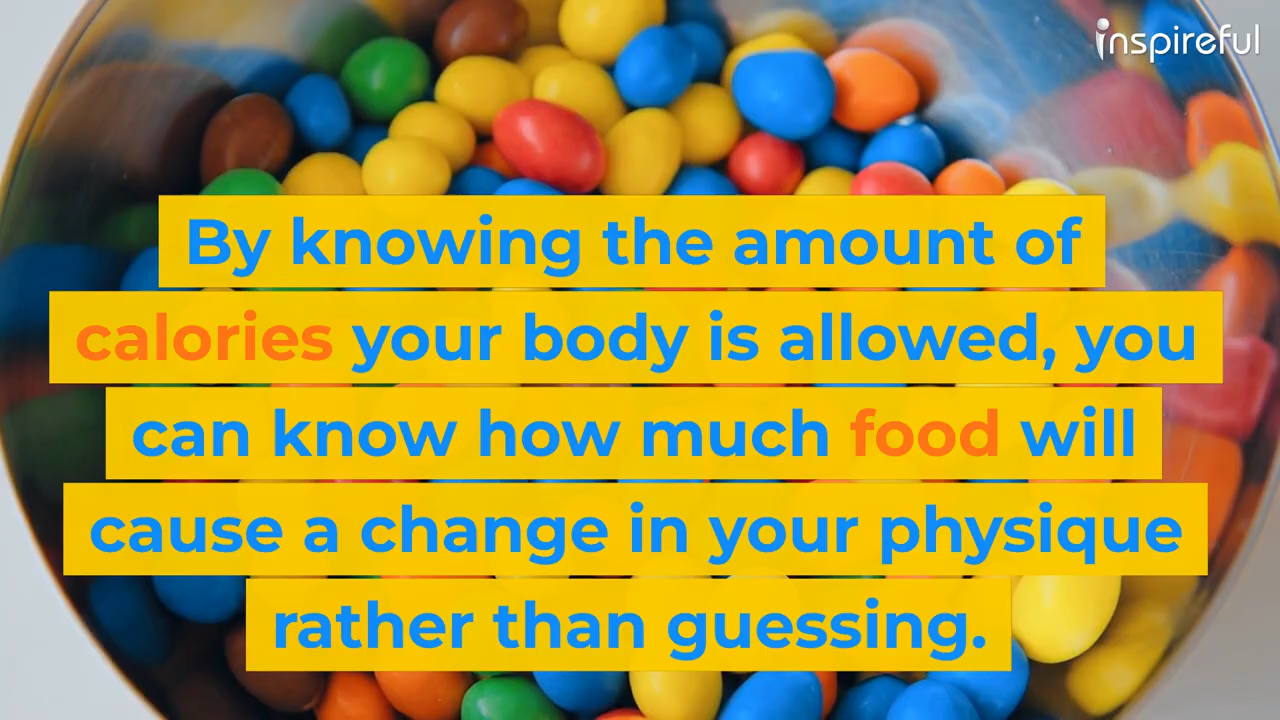 inspireful
By knowing the amount of
calories your body is allowed, you
can know how much food will
cause a change in your physique
rather than guessing.